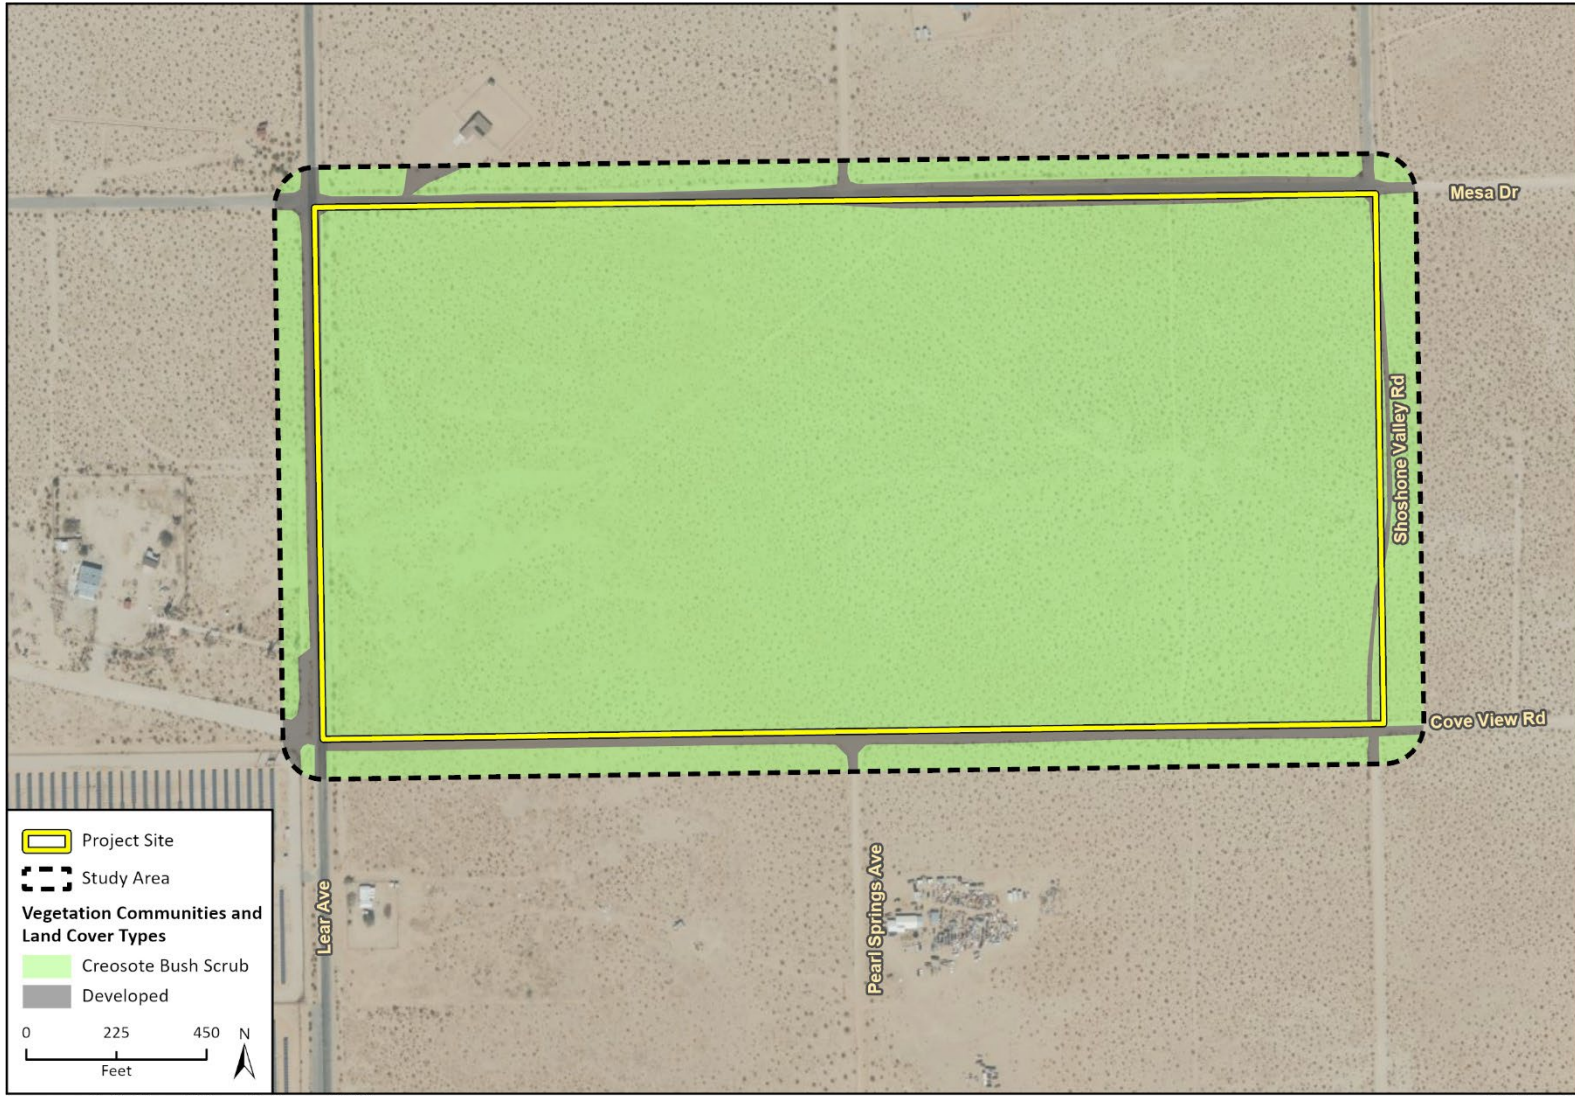 Mesa Dr
Shoshone Valley Rd
Cove View Rd
Pearl Springs Ave
Lear Ave
Project Site
Study Area
Vegetation Communities and
Land Cover Types
Creosote Bush Scrub
Developed
0 225 450 N
Feet